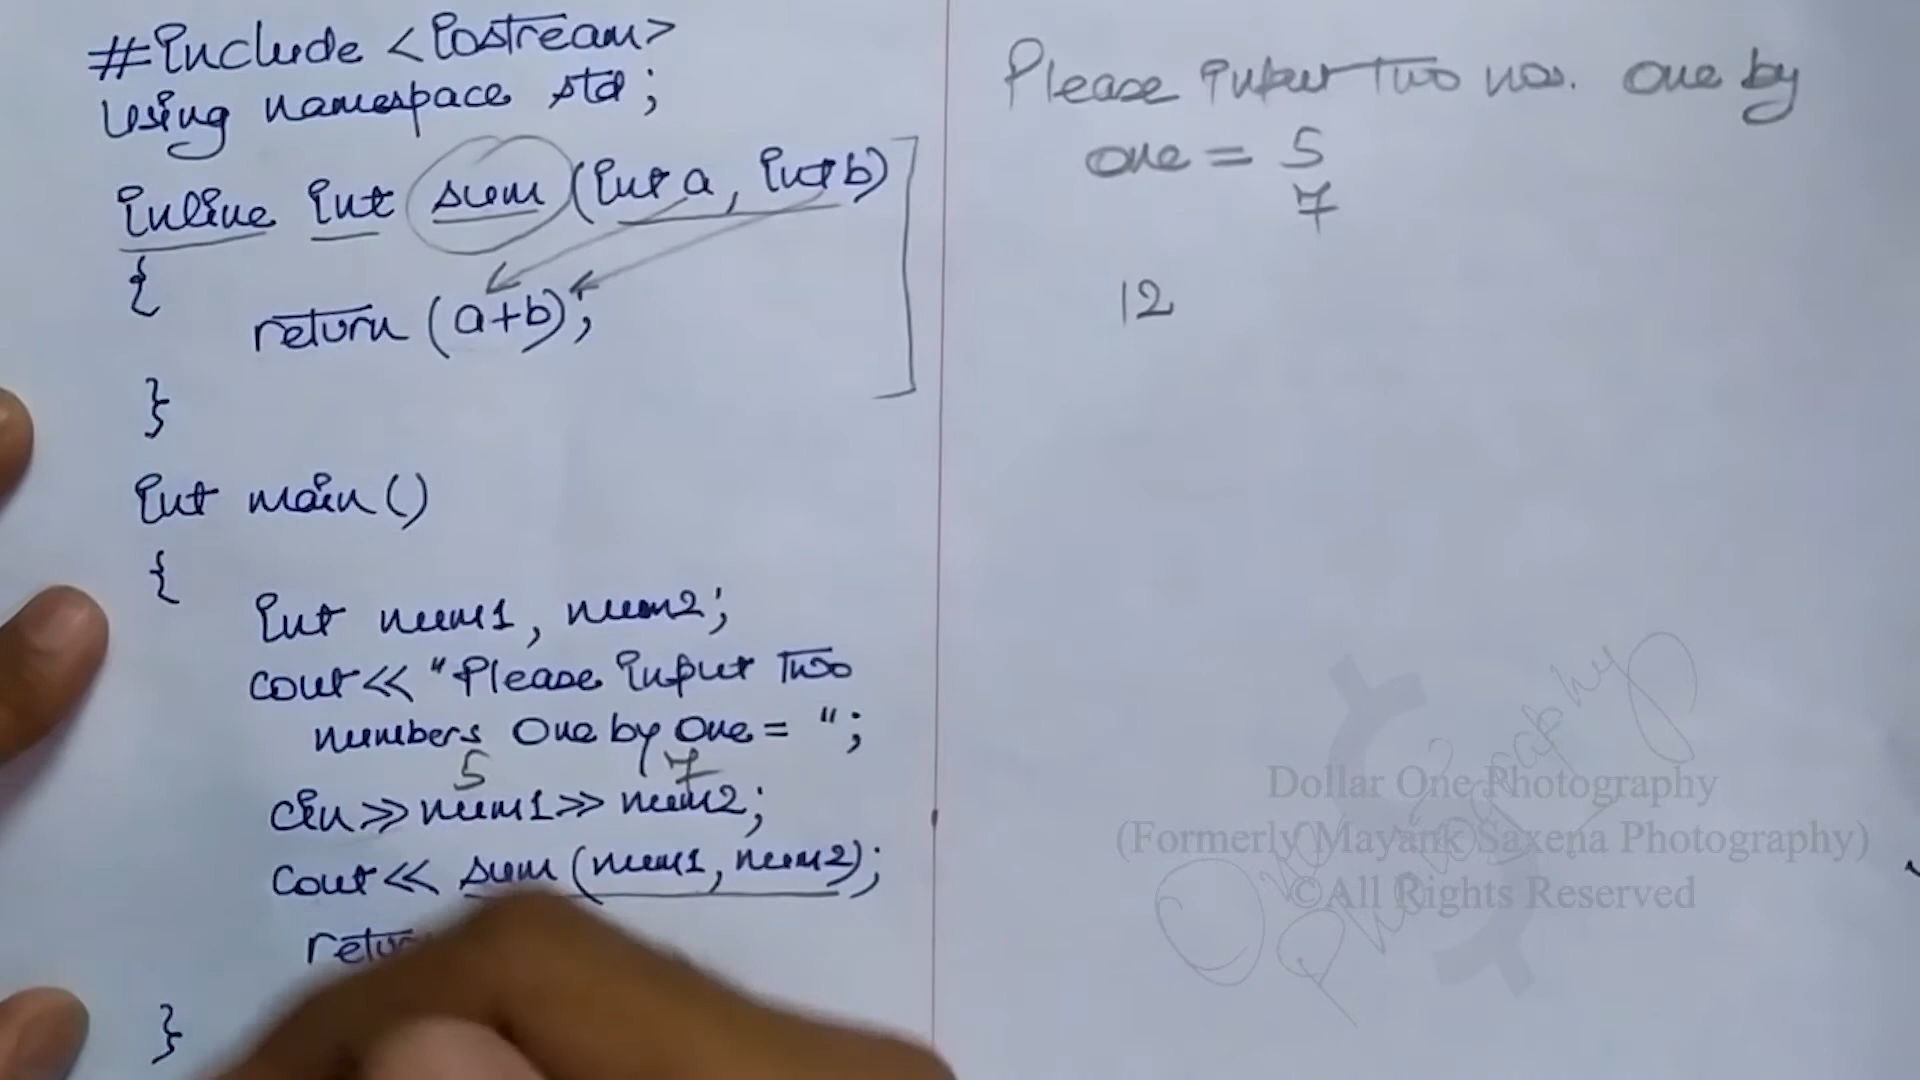 #include <iostream>
using namespace std;
inline int sum (int a, int b)
{
return (a+b);
}
int main()
{
int num1, num2;
cout<< "Please input two
numbers one by one = ";
5 7
cin>>num1>>num2;
cout<< sum (num1, num2);
}
Please input two nos. one by
one = 5
7
12
Dollar One Photography
(Formerly Mayank Saxena Photography)
©All Rights Reserved
One
Photography